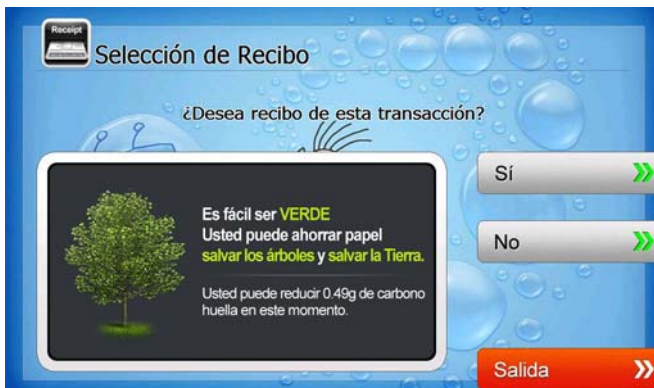 Receipt
Selección de Recibo
¿Desea recibo de esta transacción?
Es fácil ser VERDE
Usted puede ahorrar papel
salvar los árboles y salvar la Tierra.
Usted puede reducir 0.49g de carbono
huella en este momento.
Sí
No
Salida